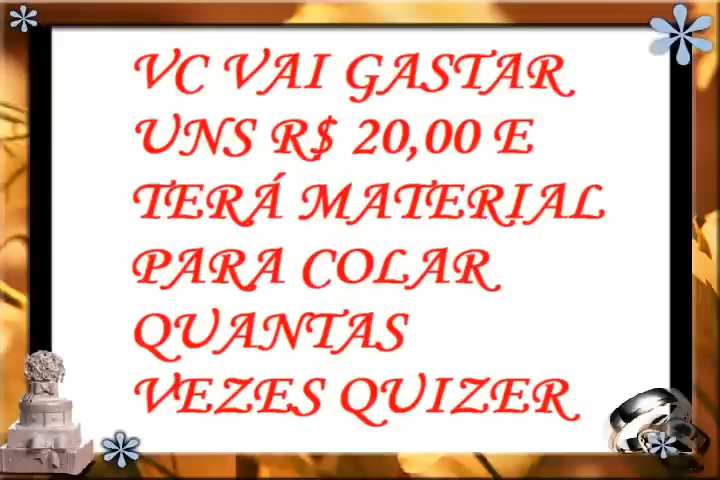 VC VAI GASTAR
UNS R$ 20,00 E
TERÁ MATERIAL
PARA COLAR
QUANTAS
VEZES QUIZER